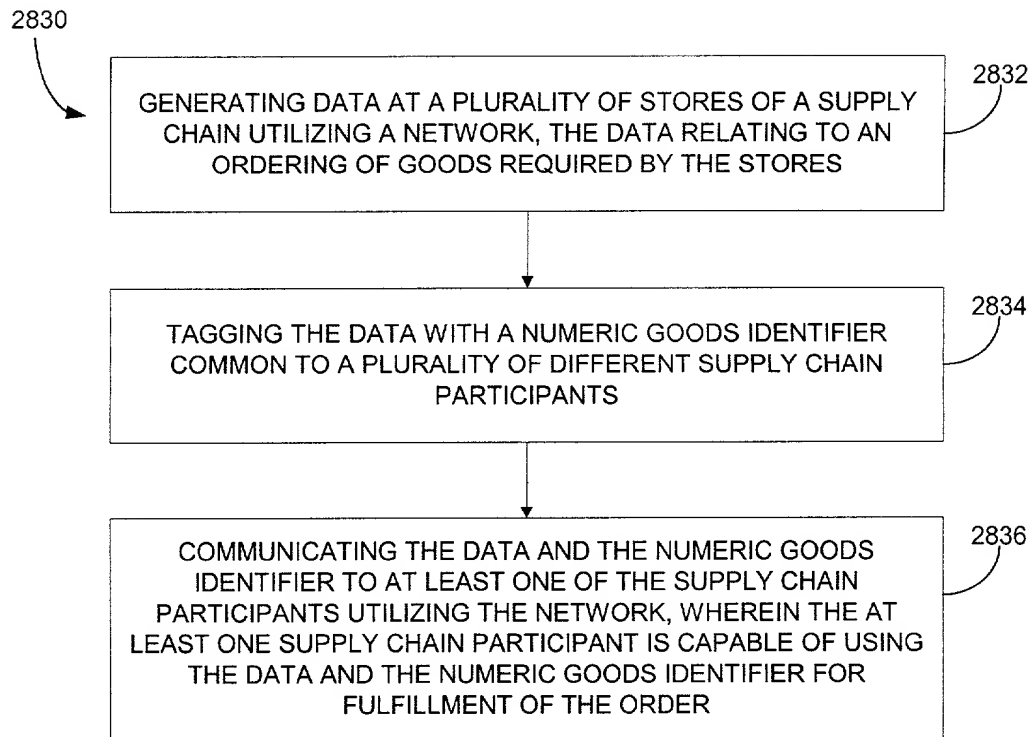 2830
2832
GENERATING DATA AT A PLURALITY OF STORES OF A SUPPLY
CHAIN UTILIZING A NETWORK, THE DATA RELATING TO AN
ORDERING OF GOODS REQUIRED BY THE STORES
2834
TAGGING THE DATA WITH A NUMERIC GOODS IDENTIFIER
COMMON TO A PLURALITY OF DIFFERENT SUPPLY CHAIN
PARTICIPANTS
2836
COMMUNICATING THE DATA AND THE NUMERIC GOODS
IDENTIFIER TO AT LEAST ONE OF THE SUPPLY CHAIN
PARTICIPANTS UTILIZING THE NETWORK, WHEREIN THE AT
LEAST ONE SUPPLY CHAIN PARTICIPANT IS CAPABLE OF USING
THE DATA AND THE NUMERIC GOODS IDENTIFIER FOR
FULFILLMENT OF THE ORDER